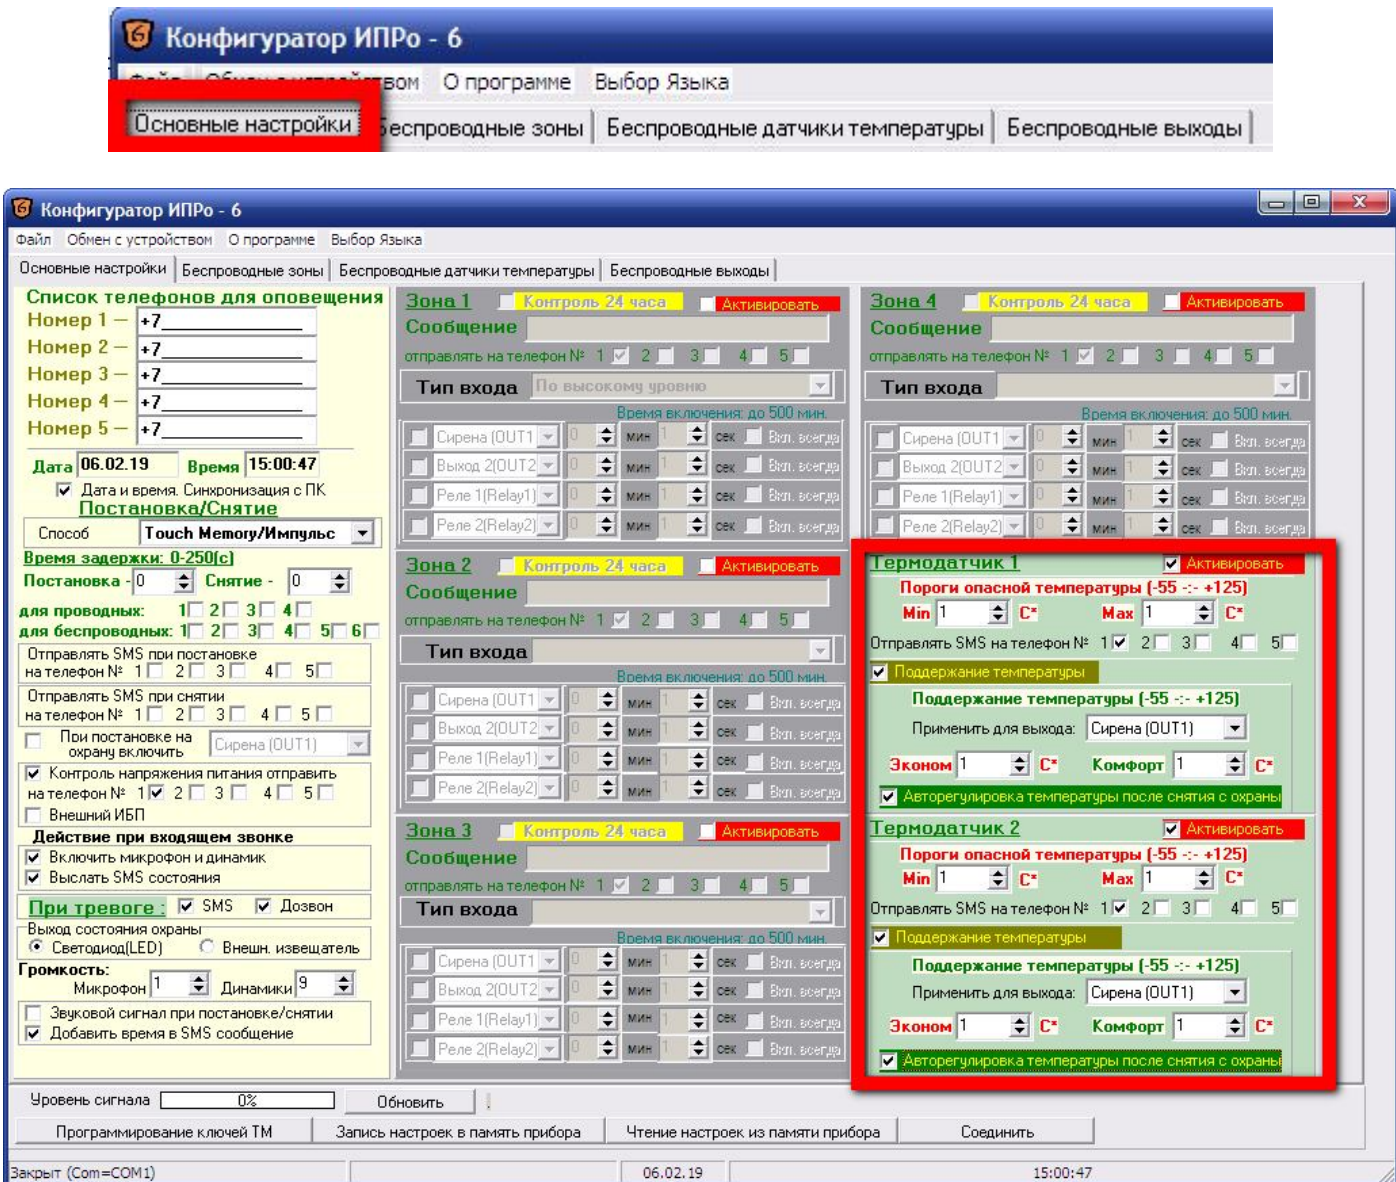 Конфигуратор ИПРо - 6
Файл Обмен с устройством О программе Выбор Языка
Основные настройки Беспроводные зоны Беспроводные датчики температуры Беспроводные выходы
Конфигуратор ИПРо - 6
Файл Обмен с устройством О программе Выбор Языка
Основные настройки Беспроводные зоны Беспроводные датчики температуры Беспроводные выходы
Список телефонов для оповещения
Номер 1 — +7
Номер 2 — +7
Номер 3 — +7
Номер 4 — +7
Номер 5 — +7
Дата 06.02.19 Время 15:00:47
Дата и время. Синхронизация с ПК
Постановка/Снятие
Способ Touch Memory/Импульс
Время задержки: 0-250(с)
Постановка - 0 Снятие - 0
для проводных: 1 2 3 4
для беспроводных: 1 2 3 4 5 6
Отправлять SMS при постановке
на телефон № 1 2 3 4 5
Отправлять SMS при снятии
на телефон № 1 2 3 4 5
При постановке на
охрану включить Сирена (OUT1)
Контроль напряжения питания отправить
на телефон № 1 2 3 4 5
Внешний ИБП
Действие при входящем звонке
Включить микрофон и динамик
Выслать SMS состояния
При тревоге : SMS Дозвон
Выход состояния охраны
Светодиод(LED) Внешн. извещатель
Громкость:
Микрофон 1 Динамики 9
Звуковой сигнал при постановке/снятии
Добавить время в SMS сообщение
Зона 1 Контроль 24 часа Активировать
Сообщение
отправлять на телефон № 1 2 3 4 5
Тип входа По высокому уровню
Время включения: до 500 мин.
Сирена (OUT1 0 мин 1 сек Вкл. всегда
Выход 2(OUT2 0 мин 1 сек Вкл. всегда
Реле 1(Relay1) 0 мин 1 сек Вкл. всегда
Реле 2(Relay2) 0 мин 1 сек Вкл. всегда
Зона 2 Контроль 24 часа Активировать
Сообщение
отправлять на телефон № 1 2 3 4 5
Тип входа
Время включения: до 500 мин.
Сирена (OUT1 0 мин 1 сек Вкл. всегда
Выход 2(OUT2 0 мин 1 сек Вкл. всегда
Реле 1(Relay1) 0 мин 1 сек Вкл. всегда
Реле 2(Relay2) 0 мин 1 сек Вкл. всегда
Зона 3 Контроль 24 часа Активировать
Сообщение
отправлять на телефон № 1 2 3 4 5
Тип входа
Время включения: до 500 мин.
Сирена (OUT1 0 мин 1 сек Вкл. всегда
Выход 2(OUT2 0 мин 1 сек Вкл. всегда
Реле 1(Relay1) 0 мин 1 сек Вкл. всегда
Реле 2(Relay2) 0 мин 1 сек Вкл. всегда
Зона 4 Контроль 24 часа Активировать
Сообщение
отправлять на телефон № 1 2 3 4 5
Тип входа
Время включения: до 500 мин.
Сирена (OUT1 0 мин 1 сек Вкл. всегда
Выход 2(OUT2 0 мин 1 сек Вкл. всегда
Реле 1(Relay1) 0 мин 1 сек Вкл. всегда
Реле 2(Relay2) 0 мин 1 сек Вкл. всегда
Термодатчик 1 Активировать
Пороги опасной температуры (-55 -:- +125)
Min 1 C* Max 1 C*
Отправлять SMS на телефон № 1 2 3 4 5
Поддержание температуры
Поддержание температуры (-55 -:- +125)
Применить для выхода: Сирена (OUT1)
Эконом 1 C* Комфорт 1 C*
Авторегулировка температуры после снятия с охраны
Термодатчик 2 Активировать
Пороги опасной температуры (-55 -:- +125)
Min 1 C* Max 1 C*
Отправлять SMS на телефон № 1 2 3 4 5
Поддержание температуры
Поддержание температуры (-55 -:- +125)
Применить для выхода: Сирена (OUT1)
Эконом 1 C* Комфорт 1 C*
Авторегулировка температуры после снятия с охраны
Уровень сигнала 0% Обновить
Программирование ключей ТМ Запись настроек в память прибора Чтение настроек из памяти прибора Соединить
Закрыт (Com=COM1) 06.02.19 15:00:47